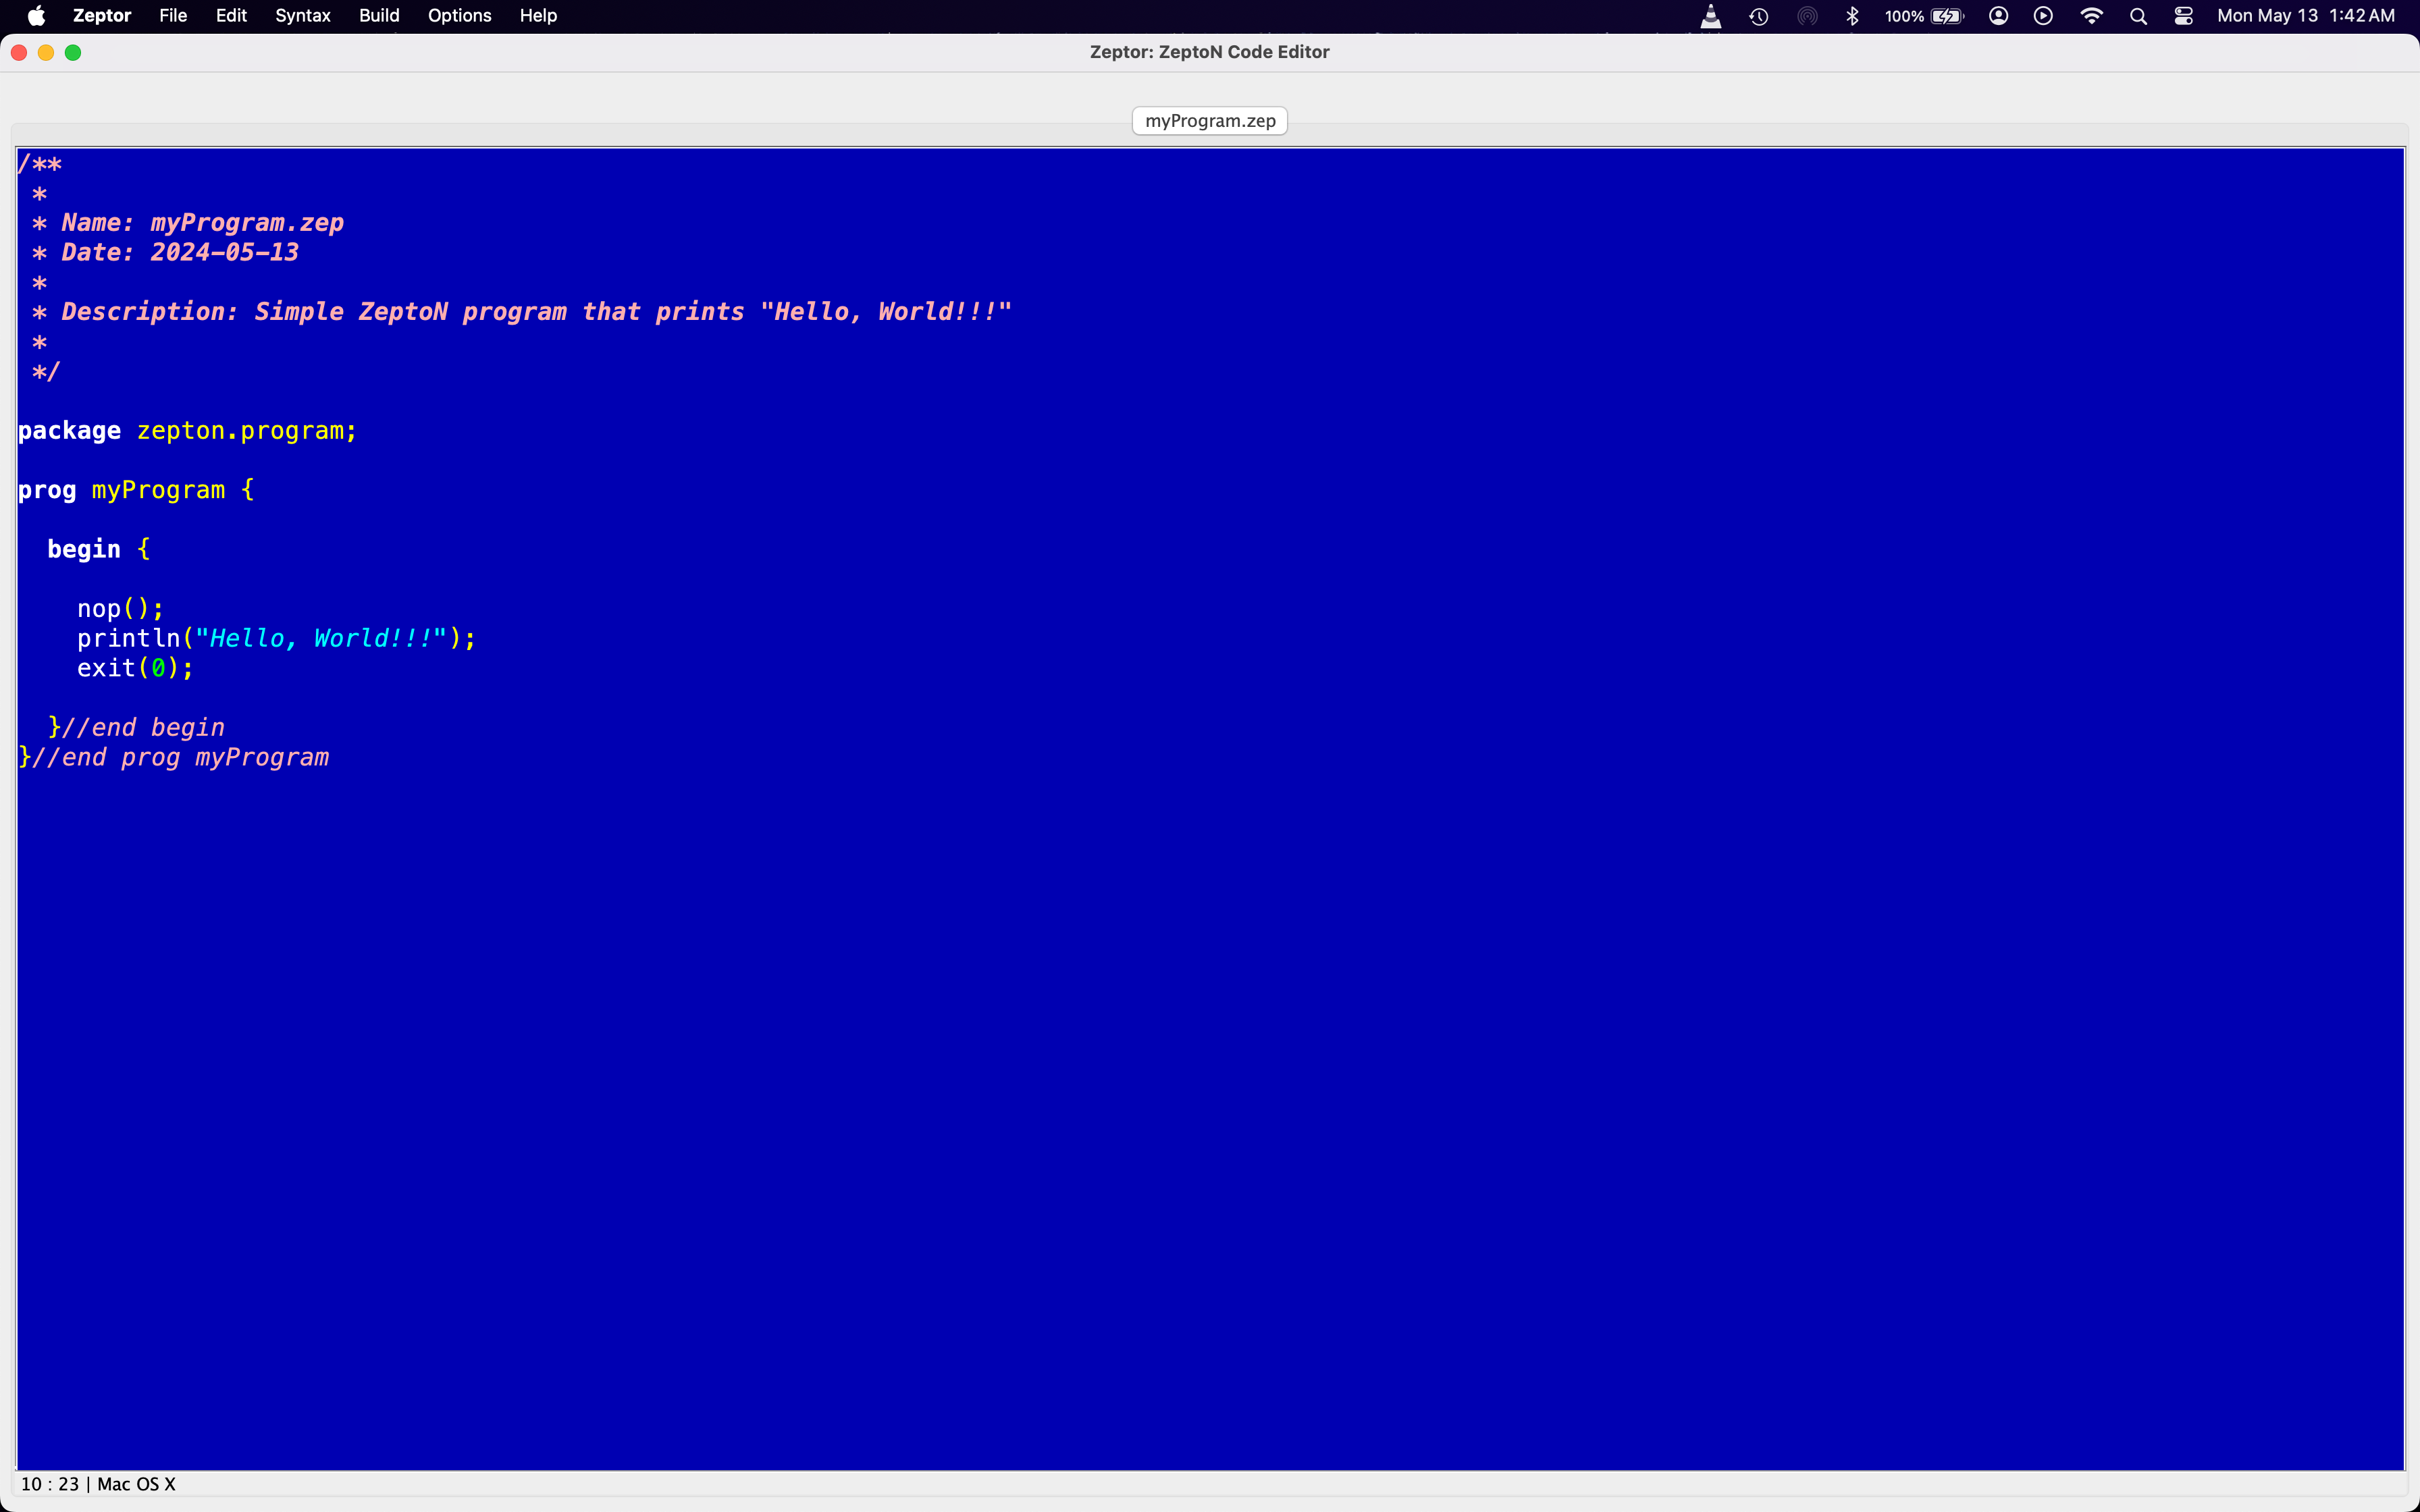 Zeptor File Edit Syntax Build Options Help 100% Mon May 13 1:42 AM
Zeptor: ZeptoN Code Editor
myProgram.zep
/**
 *
 * Name: myProgram.zep
 * Date: 2024-05-13
 *
 * Description: Simple ZeptoN program that prints "Hello, World!!!"
 *
 */
package zepton.program;
prog myProgram {
  begin {
    nop();
    println("Hello, World!!!");
    exit(0);
  }//end begin
}//end prog myProgram
10 : 23 | Mac OS X